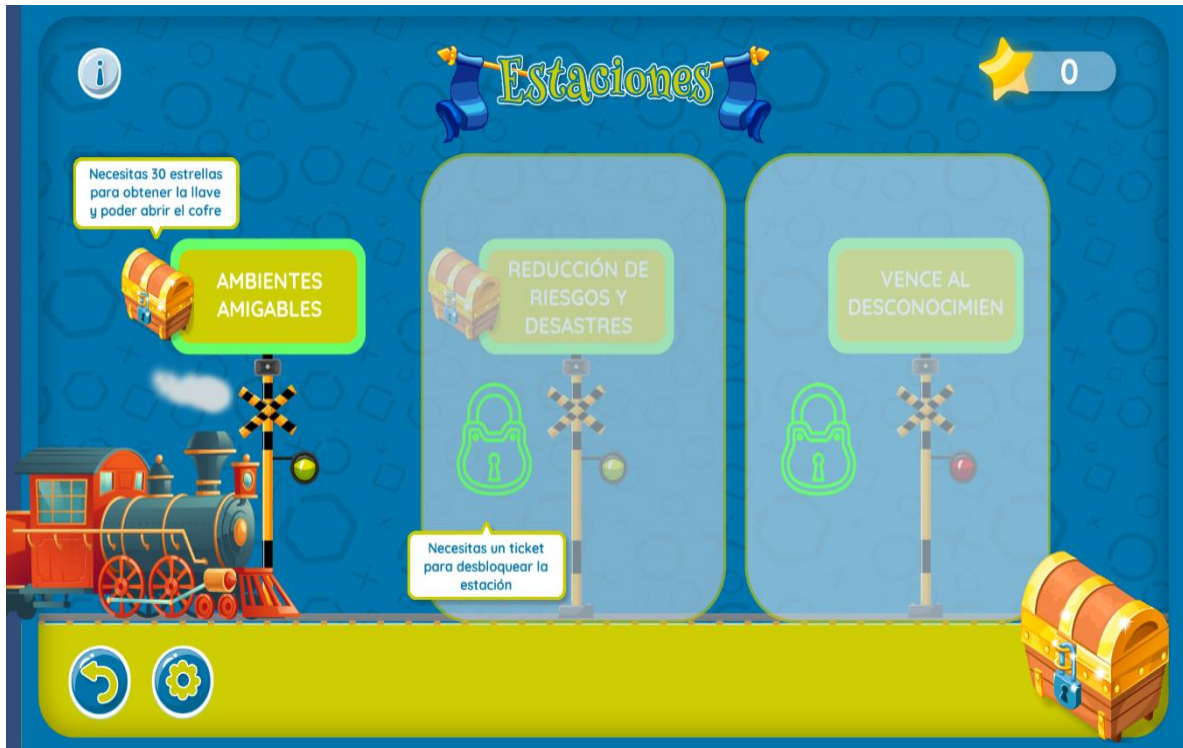 Estaciones
0
Necesitas 30 estrellas
para obtener la llave
y poder abrir el cofre
AMBIENTES
AMIGABLES
REDUCCIÓN DE
RIESGOS Y
DESASTRES
VENCE AL
DESCONOCIMIEN
Necesitas un ticket
para desbloquear la
estación